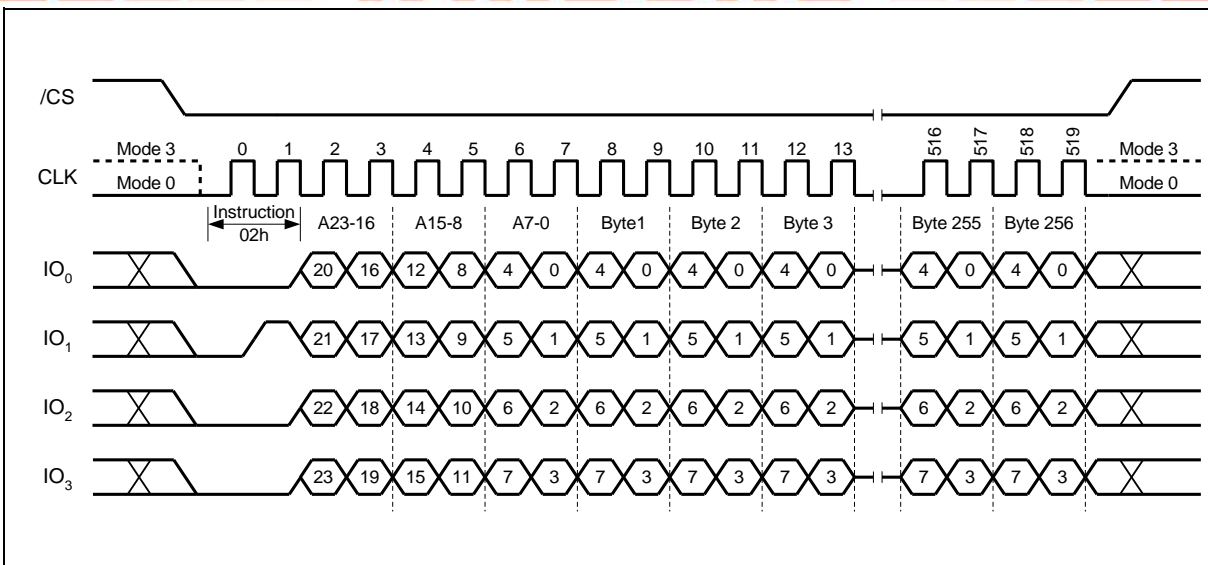 /CS
516 517 518 519
Mode 3 0 1 2 3 4 5 6 7 8 9 10 11 12 13 Mode 3
CLK
Mode 0 Mode 0
Instruction
02h
A23-16 A15-8 A7-0 Byte1 Byte 2 Byte 3 Byte 255 Byte 256
IO0 20 16 12 8 4 0 4 0 4 0 4 0 4 0 4 0
IO1 21 17 13 9 5 1 5 1 5 1 5 1 5 1 5 1
IO2 22 18 14 10 6 2 6 2 6 2 6 2 6 2 6 2
IO3 23 19 15 11 7 3 7 3 7 3 7 3 7 3 7 3